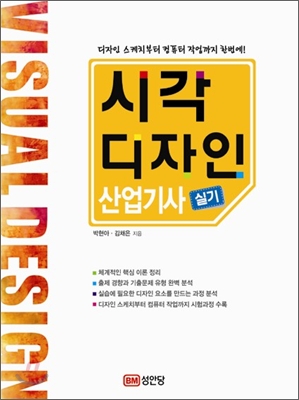 디자인 스케치부터 컴퓨터 작업까지 한번에!
VISUAL DESIGN
시각
디자인
산업기사 실기
박현아 · 김채은 지음
체계적인 핵심 이론 정리
출제 경향과 기출문제 유형 완벽 분석
실습에 필요한 디자인 요소를 만드는 과정 분석
디자인 스케치부터 컴퓨터 작업까지 시험과정 수록
BM 성안당